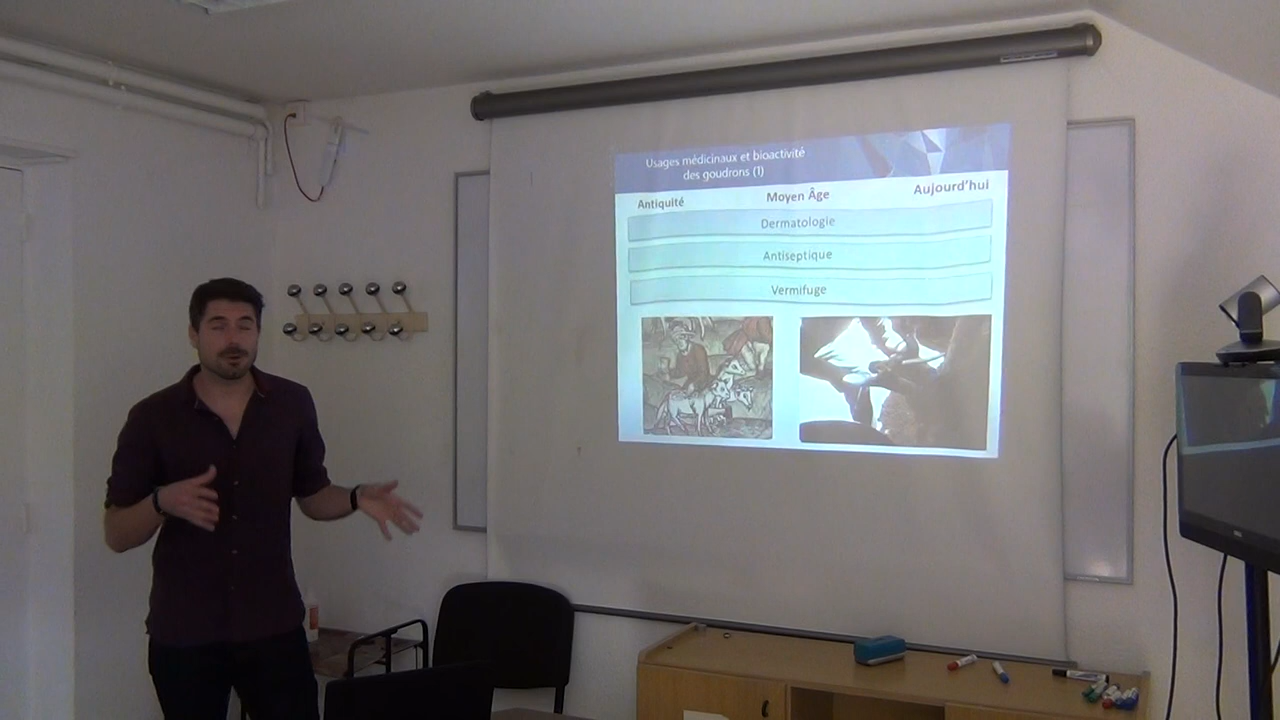 Usages médicinaux et bioactivité
des goudrons (1)
Antiquité Moyen Âge Aujourd'hui
Dermatologie
Antiseptique
Vermifuge